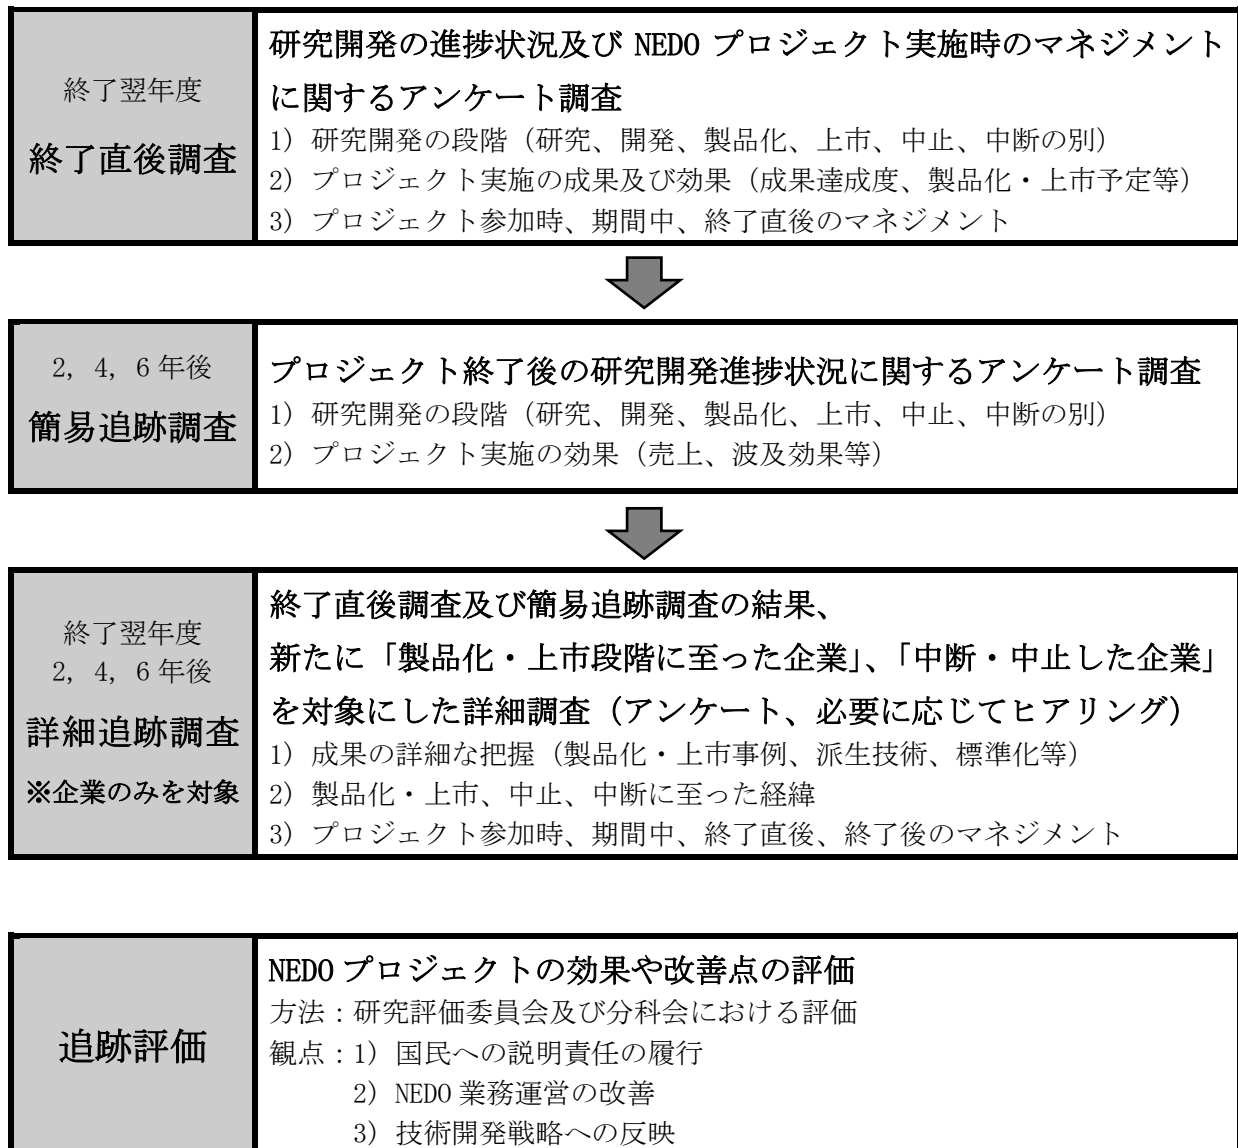 終了翌年度
終了直後調査
研究開発の進捗状況及び NEDO プロジェクト実施時のマネジメント
に関するアンケート調査
1) 研究開発の段階（研究、開発、製品化、上市、中止、中断の別）
2) プロジェクト実施の成果及び効果（成果達成度、製品化・上市予定等）
3) プロジェクト参加時、期間中、終了直後のマネジメント
2, 4, 6 年後
簡易追跡調査
プロジェクト終了後の研究開発進捗状況に関するアンケート調査
1) 研究開発の段階（研究、開発、製品化、上市、中止、中断の別）
2) プロジェクト実施の効果（売上、波及効果等）
終了翌年度
2, 4, 6 年後
詳細追跡調査
※企業のみを対象
終了直後調査及び簡易追跡調査の結果、
新たに「製品化・上市段階に至った企業」、「中断・中止した企業」
を対象にした詳細調査（アンケート、必要に応じてヒアリング）
1) 成果の詳細な把握（製品化・上市事例、派生技術、標準化等）
2) 製品化・上市、中止、中断に至った経緯
3) プロジェクト参加時、期間中、終了直後、終了後のマネジメント
追跡評価
NEDO プロジェクトの効果や改善点の評価
方法：研究評価委員会及び分科会における評価
観点：1) 国民への説明責任の履行
2) NEDO 業務運営の改善
3) 技術開発戦略への反映